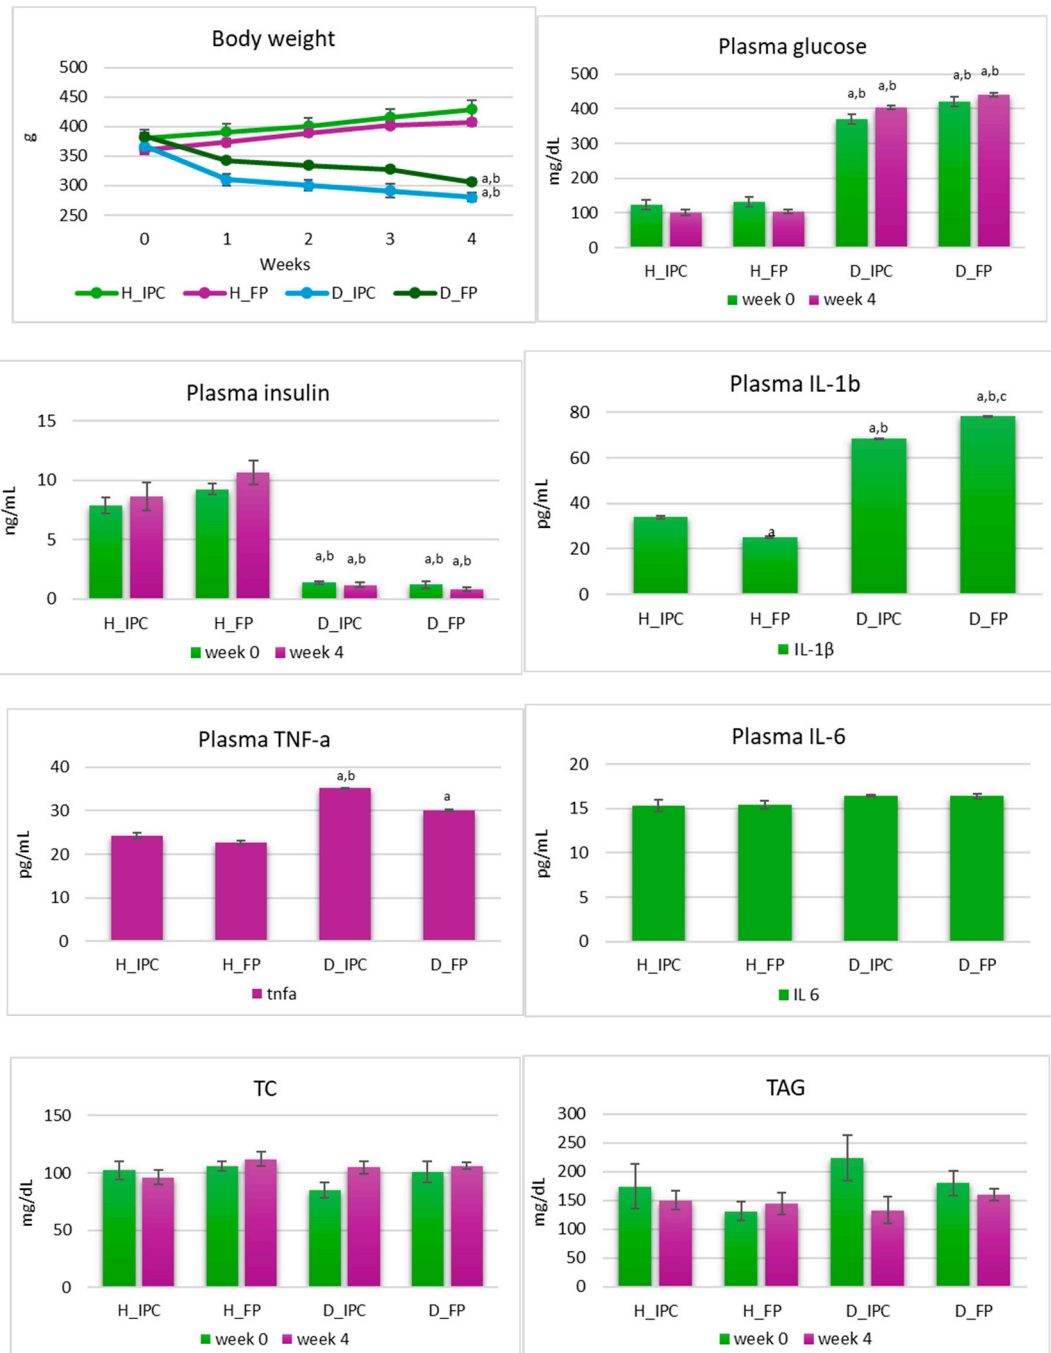 Body weight
500
450
400
350
300
250
g
a,b
a,b
0 1 2 3 4
Weeks
H_IPC H_FP D_IPC D_FP
Plasma glucose
500
400
300
200
100
0
mg/dL
a,b a,b a,b a,b
H_IPC H_FP D_IPC D_FP
week 0 week 4
Plasma insulin
15
10
5
0
ng/mL
a,b a,b a,b a,b
H_IPC H_FP D_IPC D_FP
week 0 week 4
Plasma IL-1b
80
60
40
20
0
pg/mL
a
a,b
a,b,c
H_IPC H_FP D_IPC D_FP
IL-1β
Plasma TNF-a
40
30
20
10
0
pg/mL
a,b
a
H_IPC H_FP D_IPC D_FP
tnfa
Plasma IL-6
20
15
10
5
0
pg/mL
H_IPC H_FP D_IPC D_FP
IL 6
TC
150
100
50
0
mg/dL
H_IPC H_FP D_IPC D_FP
week 0 week 4
TAG
300
250
200
150
100
50
0
mg/dL
H_IPC H_FP D_IPC D_FP
week 0 week 4